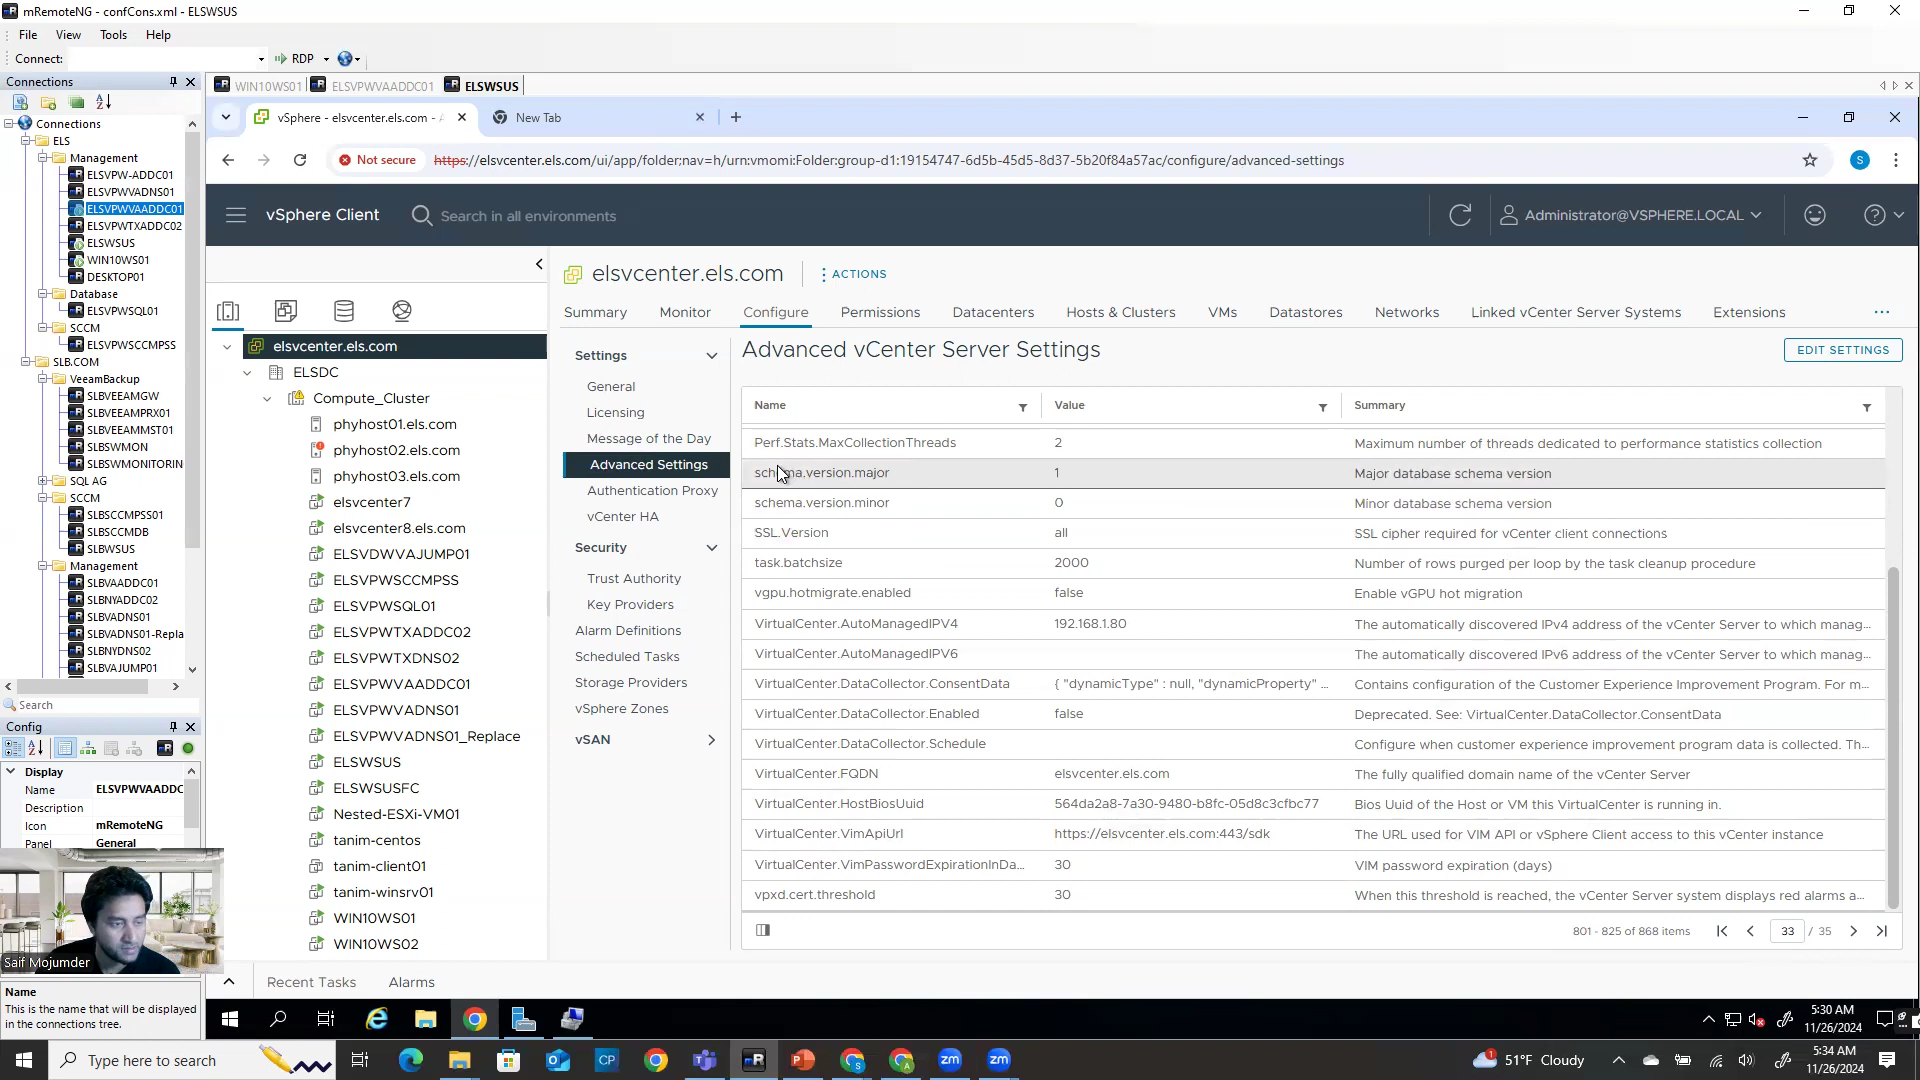 mRemoteNG - confCons.xml - ELSWSUS
File View Tools Help
Connect: RDP
Connections
WIN10WS01 ELSVPWVAADDC01 ELSWSUS
vSphere - elsvcenter.els.com - New Tab
Not secure https://elsvcenter.els.com/ui/app/folder;nav=h/urn:vmomi:Folder:group-d1:19154747-6d5b-45d5-8d37-5b20f84a57ac/configure/advanced-settings
vSphere Client Search in all environments Administrator@VSPHERE.LOCAL
Connections
ELS
Management
ELSVPW-ADDC01
ELSVPWVADNS01
ELSVPWVAADDC01
ELSVPWTXADDC02
ELSWSUS
WIN10WS01
DESKTOP01
Database
ELSVPWSQL01
SCCM
ELSVPWSCCMPSS
SLB.COM
VeeamBackup
SLBVEEAMGW
SLBVEEAMPRX01
SLBVEEAMMST01
SLBSWMON
SLBSWMONITORIN
SQL AG
SCCM
SLBSCCMPSS01
SLBSCCMDB
SLBWSUS
Management
SLBVAADDC01
SLBNYADDC02
SLBVADNS01
SLBVADNS01-Repla
SLBNYDNS02
SLBVAJUMP01
Search
Config
Display
Name ELSVPWVAADDC
Description
Icon mRemoteNG
Panel General
Saif Mojumder
Name
This is the name that will be displayed
in the connections tree.
elsvcenter.els.com
ELSDC
Compute_Cluster
phyhost01.els.com
phyhost02.els.com
phyhost03.els.com
elsvcenter7
elsvcenter8.els.com
ELSVDWVAJUMP01
ELSVPWSCCMPSS
ELSVPWSQL01
ELSVPWTXADDC02
ELSVPWTXDNS02
ELSVPWVAADDC01
ELSVPWVADNS01
ELSVPWVADNS01_Replace
ELSWSUS
ELSWSUSFC
Nested-ESXi-VM01
tanim-centos
tanim-client01
tanim-winsrv01
WIN10WS01
WIN10WS02
elsvcenter.els.com ACTIONS
Summary Monitor Configure Permissions Datacenters Hosts & Clusters VMs Datastores Networks Linked vCenter Server Systems Extensions ...
Settings
General
Licensing
Message of the Day
Advanced Settings
Authentication Proxy
vCenter HA
Security
Trust Authority
Key Providers
Alarm Definitions
Scheduled Tasks
Storage Providers
vSphere Zones
vSAN
Advanced vCenter Server Settings EDIT SETTINGS
Name Value Summary
Perf.Stats.MaxCollectionThreads 2 Maximum number of threads dedicated to performance statistics collection
schema.version.major 1 Major database schema version
schema.version.minor 0 Minor database schema version
SSL.Version all SSL cipher required for vCenter client connections
task.batchsize 2000 Number of rows purged per loop by the task cleanup procedure
vgpu.hotmigrate.enabled false Enable vGPU hot migration
VirtualCenter.AutoManagedIPV4 192.168.1.80 The automatically discovered IPv4 address of the vCenter Server to which manag...
VirtualCenter.AutoManagedIPV6 The automatically discovered IPv6 address of the vCenter Server to which manag...
VirtualCenter.DataCollector.ConsentData { "dynamicType" : null, "dynamicProperty" ... Contains configuration of the Customer Experience Improvement Program. For m...
VirtualCenter.DataCollector.Enabled false Deprecated. See: VirtualCenter.DataCollector.ConsentData
VirtualCenter.DataCollector.Schedule Configure when customer experience improvement program data is collected. Th...
VirtualCenter.FQDN elsvcenter.els.com The fully qualified domain name of the vCenter Server
VirtualCenter.HostBiosUuid 564da2a8-7a30-9480-b8fc-05d8c3cfbc77 Bios Uuid of the Host or VM this VirtualCenter is running in.
VirtualCenter.VimApiUrl https://elsvcenter.els.com:443/sdk The URL used for VIM API or vSphere Client access to this vCenter instance
VirtualCenter.VimPasswordExpirationInDa... 30 VIM password expiration (days)
vpxd.cert.threshold 30 When this threshold is reached, the vCenter Server system displays red alarms a...
801 - 825 of 868 items 33 / 35
Recent Tasks Alarms
5:30 AM
11/26/2024
Type here to search 51°F Cloudy
5:34 AM
11/26/2024